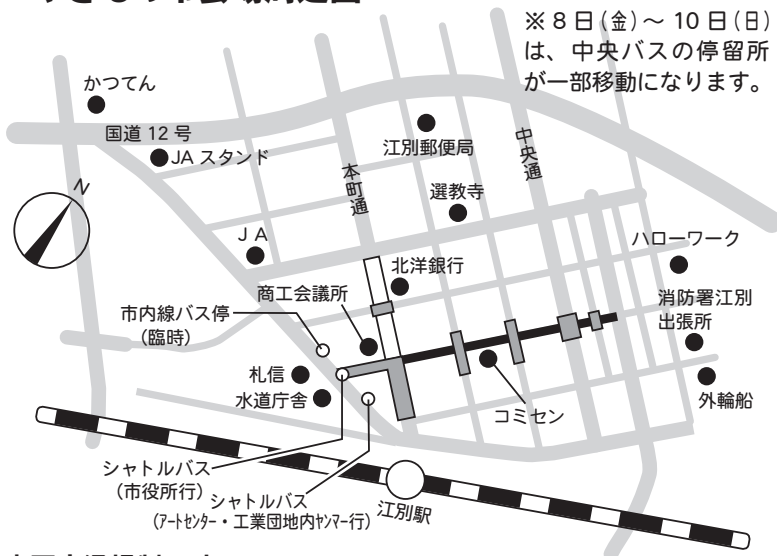 ※８日(金)～10日(日)
は、中央バスの停留所
が一部移動になります。
かつてん
国道12号
JAスタンド
江別郵便局
中央通
本町通
選教寺
N
ＪＡ
ハローワーク
北洋銀行
商工会議所
消防署江別
出張所
市内線バス停
(臨時)
札信
水道庁舎
コミセン
外輪船
シャトルバス
(市役所行)
シャトルバス
(ｱｰﾄｾﾝﾀｰ・工業団地内ﾔﾝﾏｰ行)
江別駅